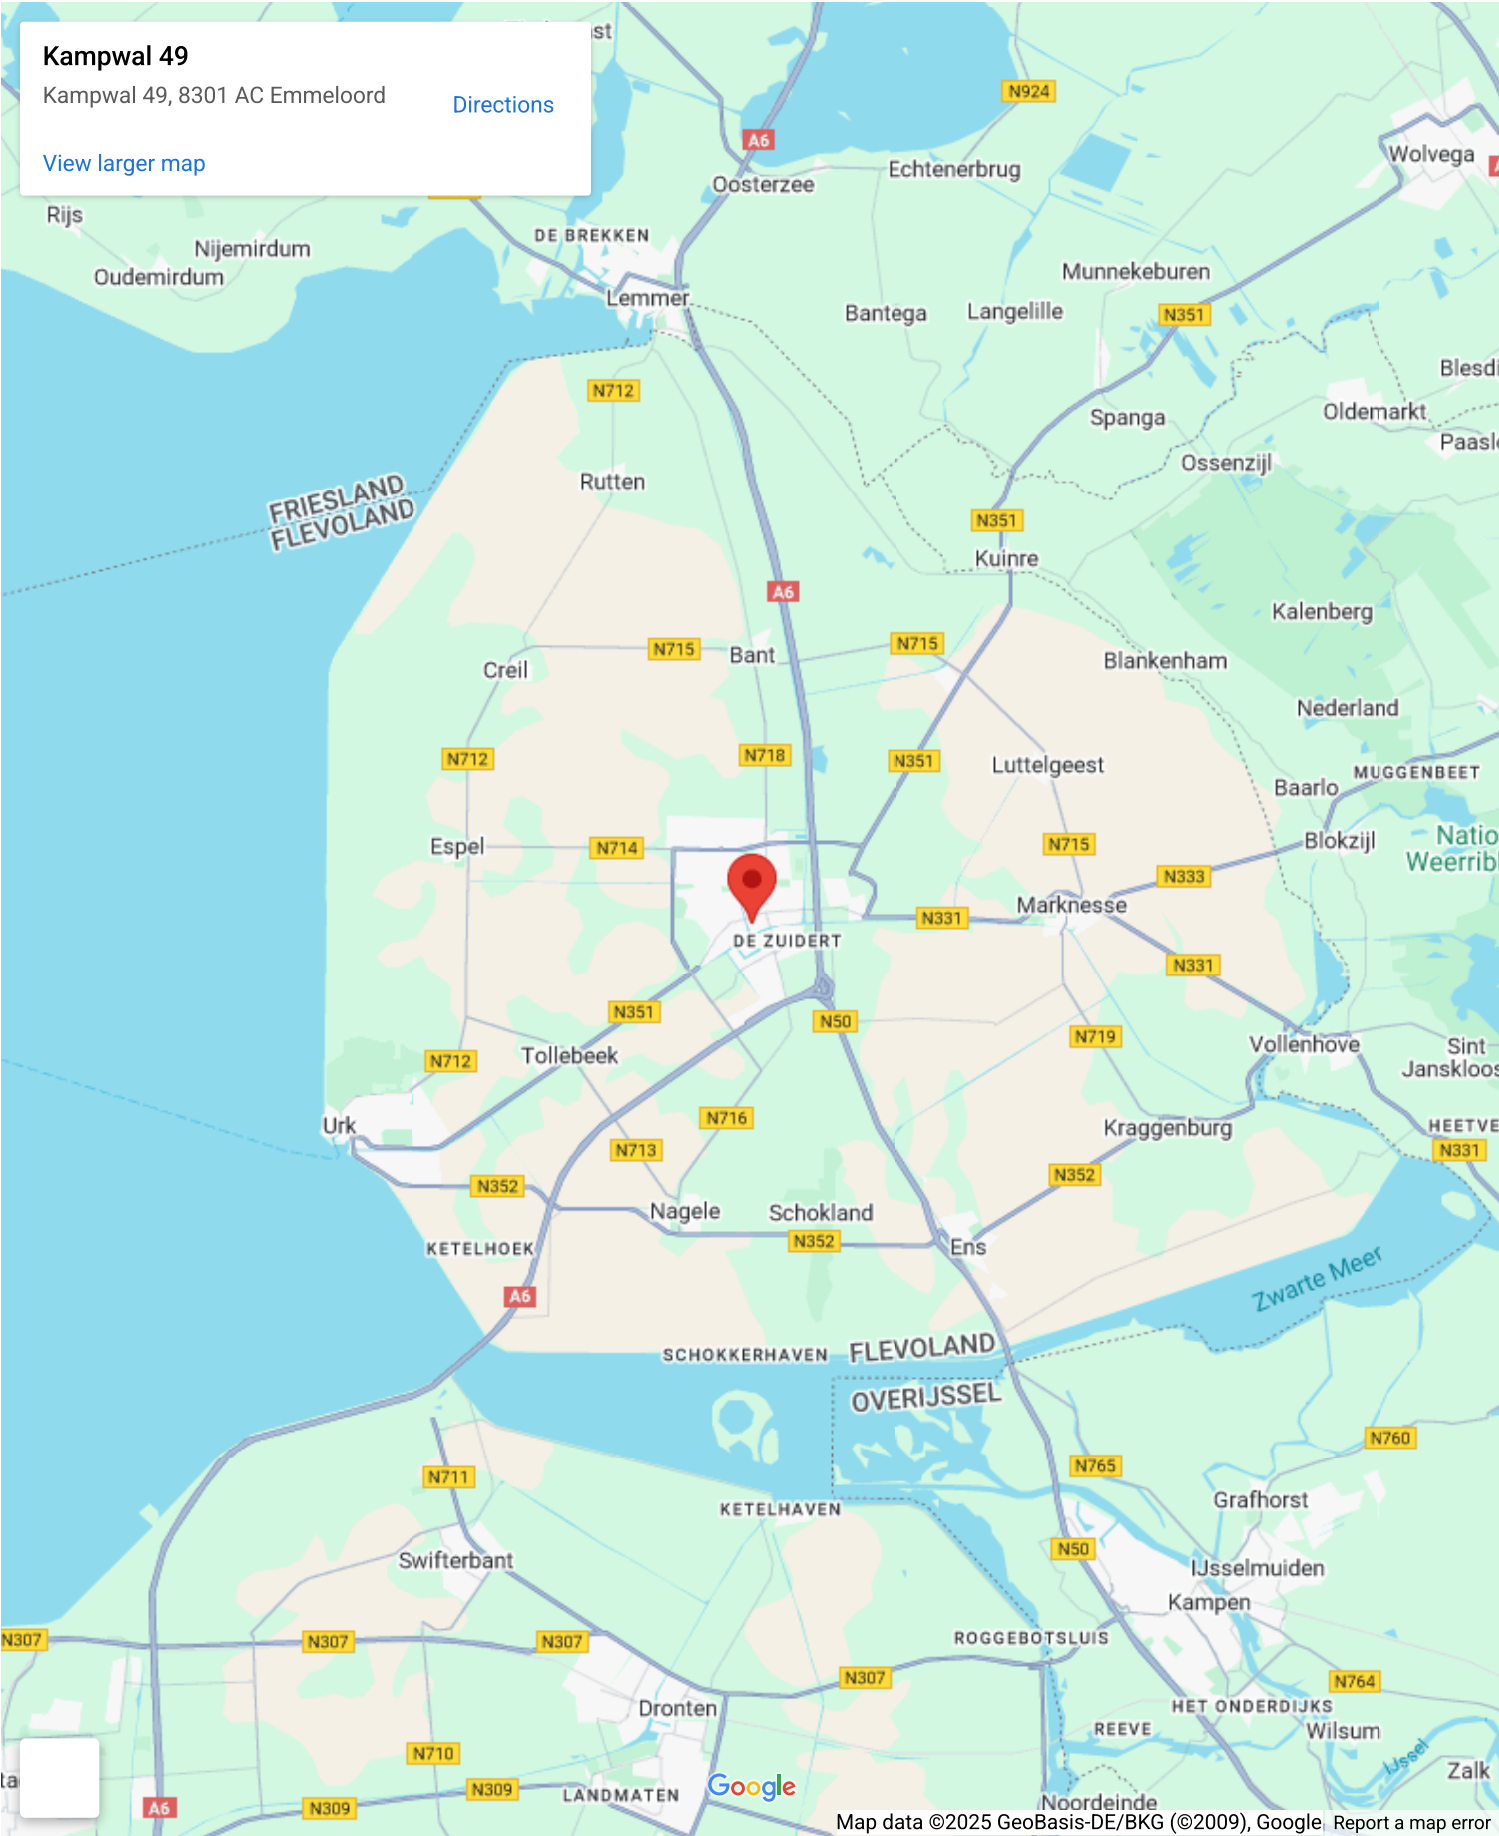 Kampwal 49
Kampwal 49, 8301 AC Emmeloord
Directions
View larger map
N924
A6
Wolvega
Echtenerbrug
Oosterzee
Rijs
DE BREKKEN
Nijemirdum
Oudemirdum
Munnekeburen
Lemmer
Bantega
Langelille
N351
N712
Oldemarkt
Spanga
Ossenzijl
Rutten
FRIESLAND
FLEVOLAND
N351
Kuinre
A6
Kalenberg
N715
N715
Bant
Creil
Blankenham
Nederland
N712
N718
N351
Luttelgeest
MUGGENBEET
Baarlo
Espel
N714
N715
Blokzijl
N333
Marknesse
N331
DE ZUIDERT
N331
N351
N50
N719
Vollenhove
Sint
N712
Tollebeek
Urk
N716
Kraggenburg
N713
N331
N352
N352
Nagele
Schokland
N352
KETELHOEK
Ens
Zwarte Meer
A6
SCHOKKERHAVEN
FLEVOLAND
OVERIJSSEL
N760
N765
N711
Grafhorst
KETELHAVEN
N50
Swifterbant
IJsselmuiden
Kampen
N307
N307
N307
ROGGEBOTSLUIS
N307
N764
Dronten
HET ONDERDIJKS
REEVE
Wilsum
N710
IJssel
Zalk
N309
LANDMATEN
Google
A6
N309
Noordeinde
Map data ©2025 GeoBasis-DE/BKG (©2009), Google
Report a map error